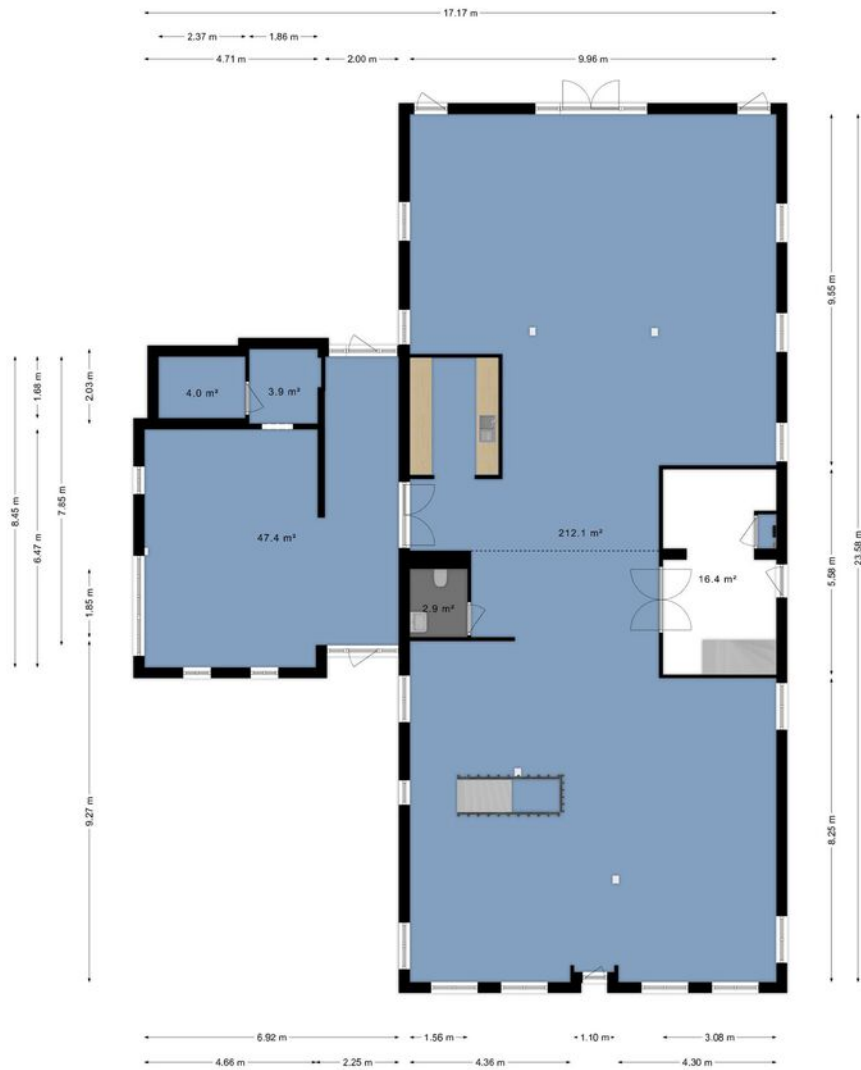 17.17 m
2.37 m 1.86 m
4.71 m 2.00 m 9.96 m
9.55 m
23.58 m
5.58 m
8.25 m
8.45 m
1.68 m
6.47 m
7.85 m
2.03 m
1.85 m
9.27 m
4.0 m² 3.9 m²
47.4 m²
212.1 m²
16.4 m²
2.9 m²
6.92 m 1.56 m 1.10 m 3.08 m
4.66 m 2.25 m 4.36 m 4.30 m